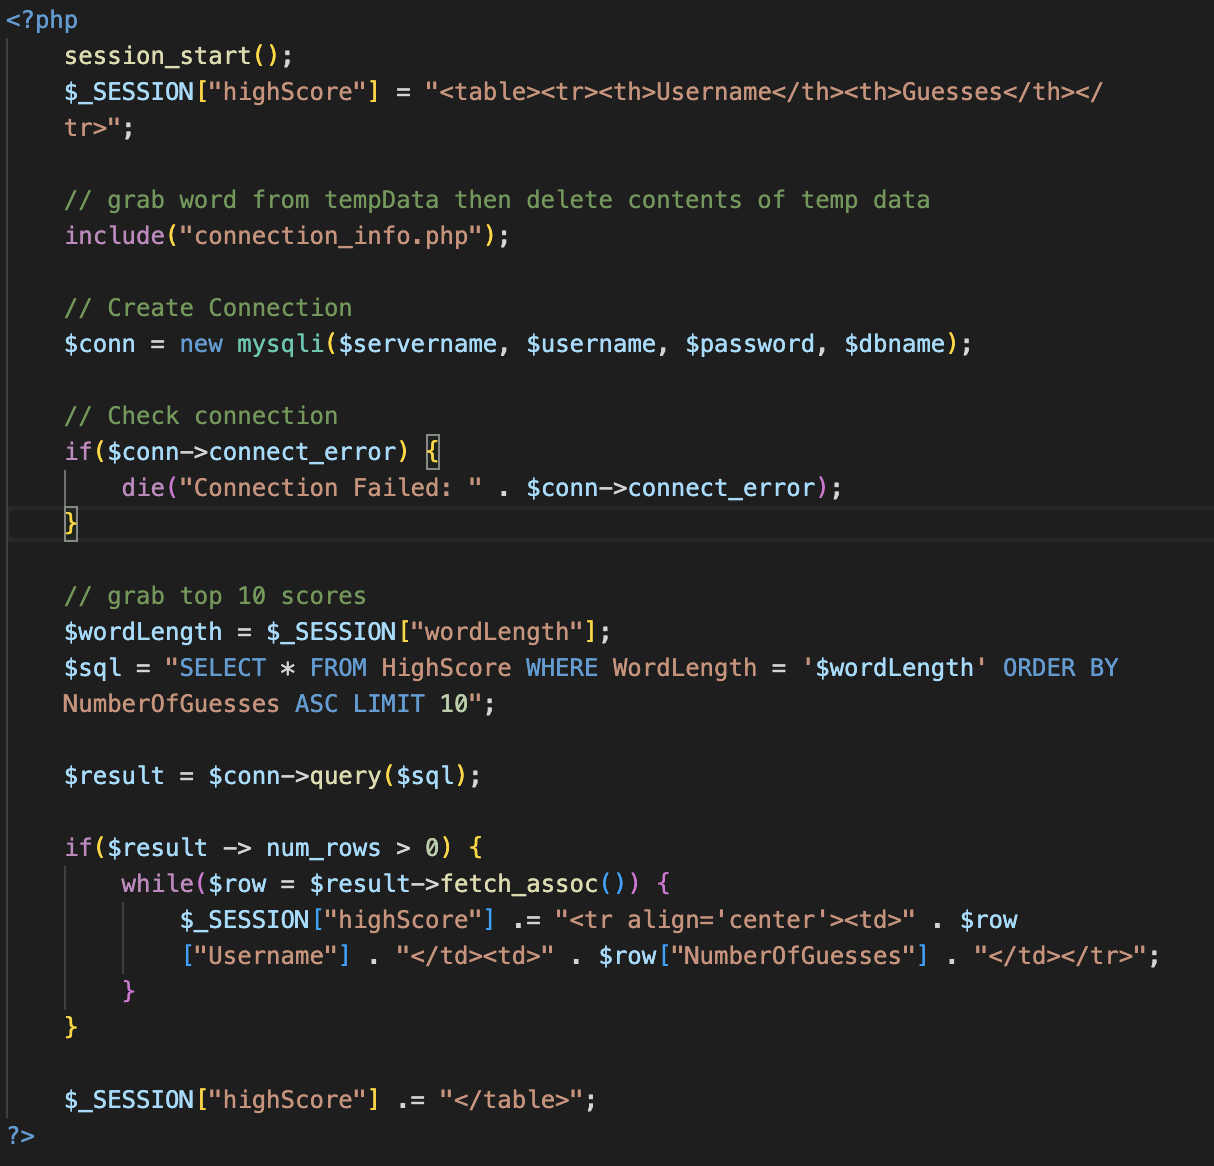 <?php
session_start();
$_SESSION["highScore"] = "<table><tr><th>Username</th><th>Guesses</th></
tr>";
// grab word from tempData then delete contents of temp data
include("connection_info.php");
// Create Connection
$conn = new mysqli($servername, $username, $password, $dbname);
// Check connection
if($conn->connect_error) {
die("Connection Failed: " . $conn->connect_error);
}
// grab top 10 scores
$wordLength = $_SESSION["wordLength"];
$sql = "SELECT * FROM HighScore WHERE WordLength = '$wordLength' ORDER BY
NumberOfGuesses ASC LIMIT 10";
$result = $conn->query($sql);
if($result -> num_rows > 0) {
while($row = $result->fetch_assoc()) {
$_SESSION["highScore"] .= "<tr align='center'><td>" . $row
["Username"] . "</td><td>" . $row["NumberOfGuesses"] . "</td></tr>";
}
}
$_SESSION["highScore"] .= "</table>";
?>